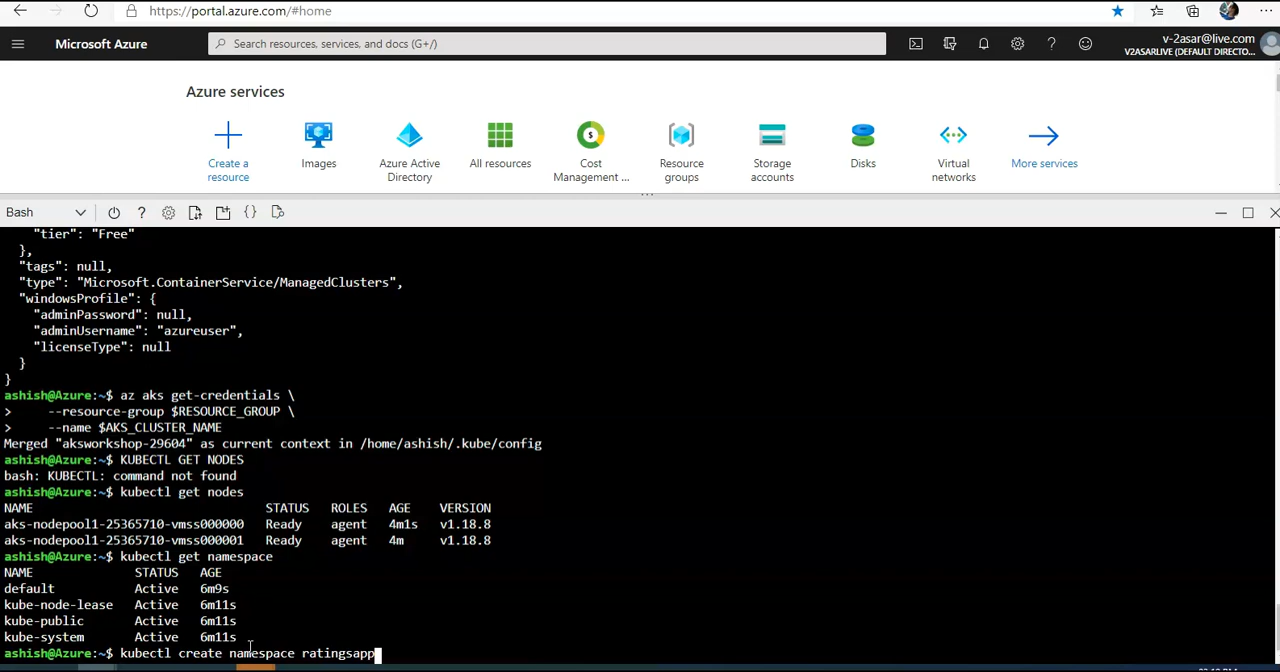 https://portal.azure.com/#home
Microsoft Azure
Search resources, services, and docs (G+/)
v-2asar@live.com
V2ASARLIVE (DEFAULT DIRECTO...
Azure services
Create a resource
Images
Azure Active Directory
All resources
Cost Management ...
Resource groups
Storage accounts
Disks
Virtual networks
More services
Bash
"tier": "Free"
},
"tags": null,
"type": "Microsoft.ContainerService/ManagedClusters",
"windowsProfile": {
"adminPassword": null,
"adminUsername": "azureuser",
"licenseType": null
}
}
ashish@Azure:~$ az aks get-credentials \
> --resource-group $RESOURCE_GROUP \
> --name $AKS_CLUSTER_NAME
Merged "aksworkshop-29604" as current context in /home/ashish/.kube/config
ashish@Azure:~$ KUBECTL GET NODES
bash: KUBECTL: command not found
ashish@Azure:~$ kubectl get nodes
NAME STATUS ROLES AGE VERSION
aks-nodepool1-25365710-vmss000000 Ready agent 4m1s v1.18.8
aks-nodepool1-25365710-vmss000001 Ready agent 4m v1.18.8
ashish@Azure:~$ kubectl get namespace
NAME STATUS AGE
default Active 6m9s
kube-node-lease Active 6m11s
kube-public Active 6m11s
kube-system Active 6m11s
ashish@Azure:~$ kubectl create namespace ratingsapp